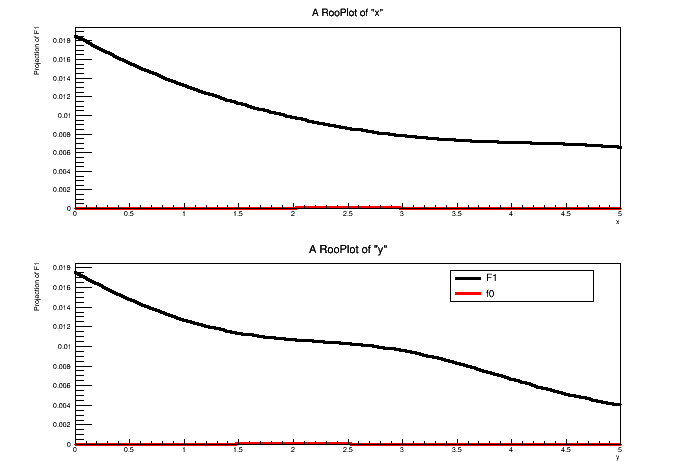 A RooPlot of "x"
Projection of F1
0.018
0.016
0.014
0.012
0.01
0.008
0.006
0.004
0.002
0
0 0.5 1 1.5 2 2.5 3 3.5 4 4.5 5
x
A RooPlot of "y"
Projection of F1
0.018
0.016
0.014
0.012
0.01
0.008
0.006
0.004
0.002
0
F1
f0
0 0.5 1 1.5 2 2.5 3 3.5 4 4.5 5
y